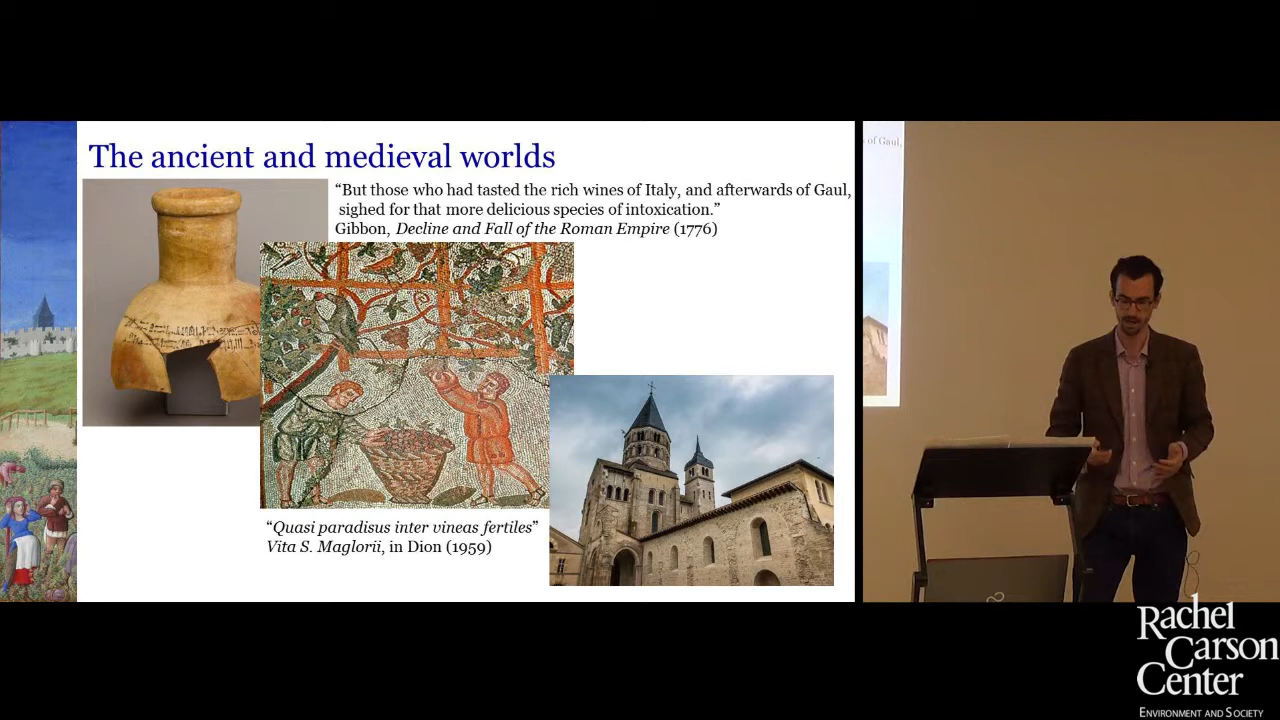 The ancient and medieval worlds
“But those who had tasted the rich wines of Italy, and afterwards of Gaul,
sighed for that more delicious species of intoxication.”
Gibbon, Decline and Fall of the Roman Empire (1776)
“Quasi paradisus inter vineas fertiles”
Vita S. Maglorii, in Dion (1959)
of Gaul,
Rachel
Carson
Center
Environment and Society